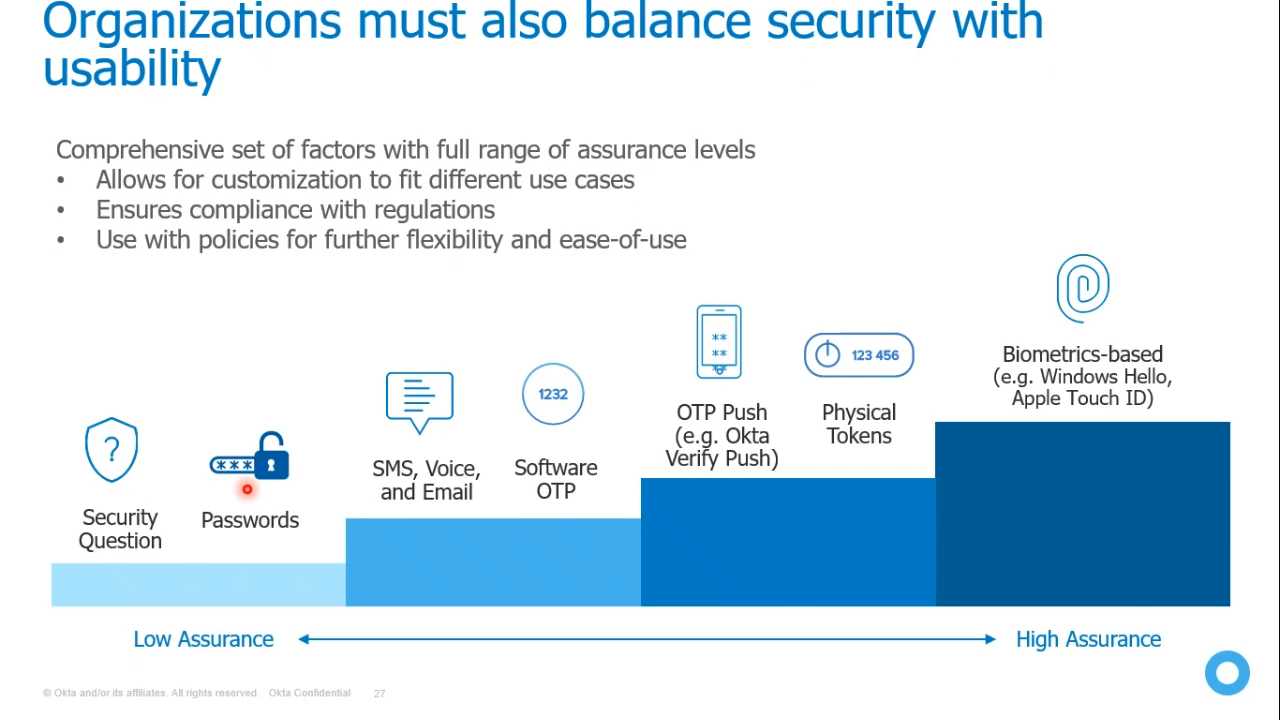 Organizations must also balance security with
usability
Comprehensive set of factors with full range of assurance levels
• Allows for customization to fit different use cases
• Ensures compliance with regulations
• Use with policies for further flexibility and ease-of-use
?
***
Security
Question
Passwords
SMS, Voice,
and Email
1232
Software
OTP
**
**
**
OTP Push
(e.g. Okta
Verify Push)
123 456
Physical
Tokens
Biometrics-based
(e.g. Windows Hello,
Apple Touch ID)
Low Assurance
High Assurance
© Okta and/or its affiliates. All rights reserved. Okta Confidential 27